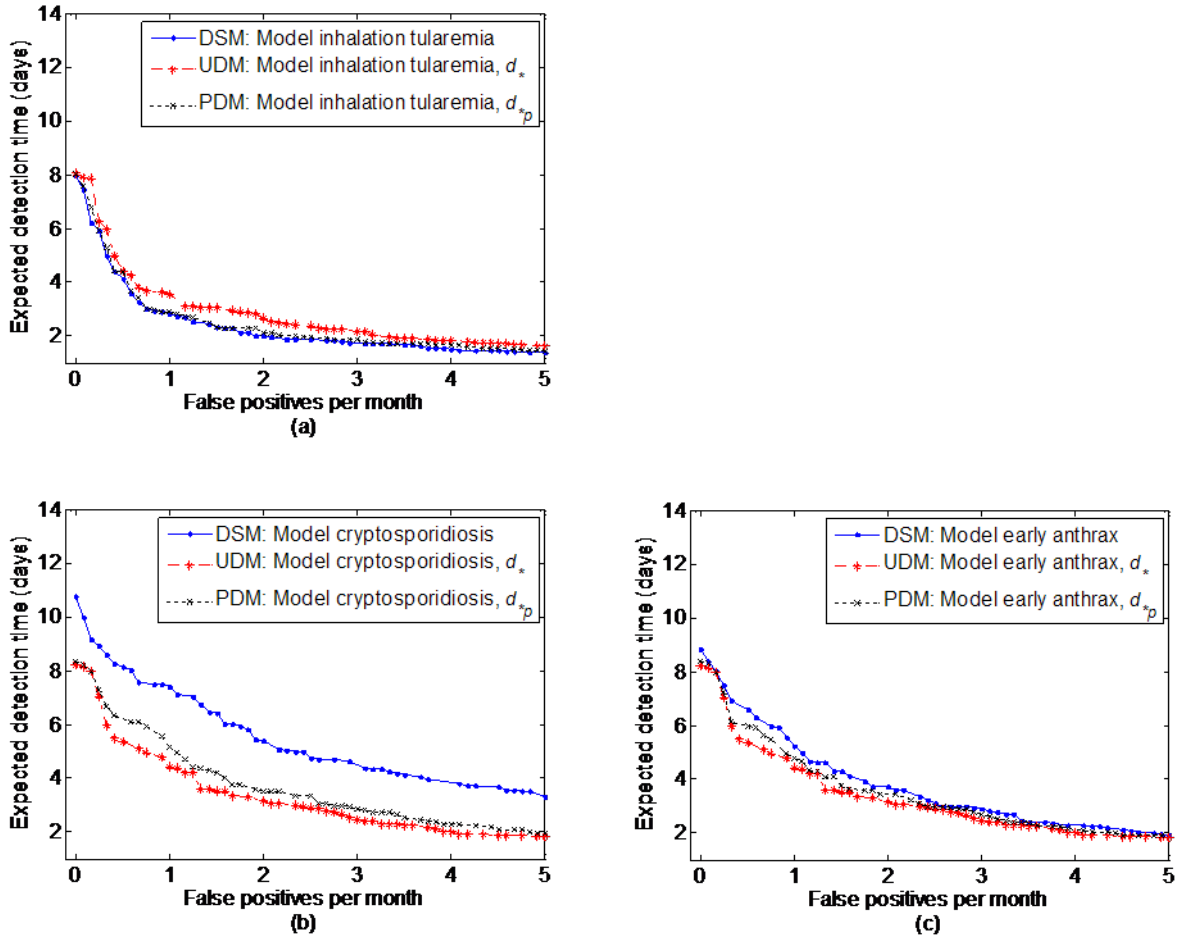 14
12
10
8
6
4
2
Expected detection time (days)
DSM: Model inhalation tularemia
UDM: Model inhalation tularemia, d*
PDM: Model inhalation tularemia, d*p
0 1 2 3 4 5
False positives per month
(a)
14
12
10
8
6
4
2
Expected detection time (days)
DSM: Model cryptosporidiosis
UDM: Model cryptosporidiosis, d*
PDM: Model cryptosporidiosis, d*p
0 1 2 3 4 5
False positives per month
(b)
14
12
10
8
6
4
2
Expected detection time (days)
DSM: Model early anthrax
UDM: Model early anthrax, d*
PDM: Model early anthrax, d*p
0 1 2 3 4 5
False positives per month
(c)